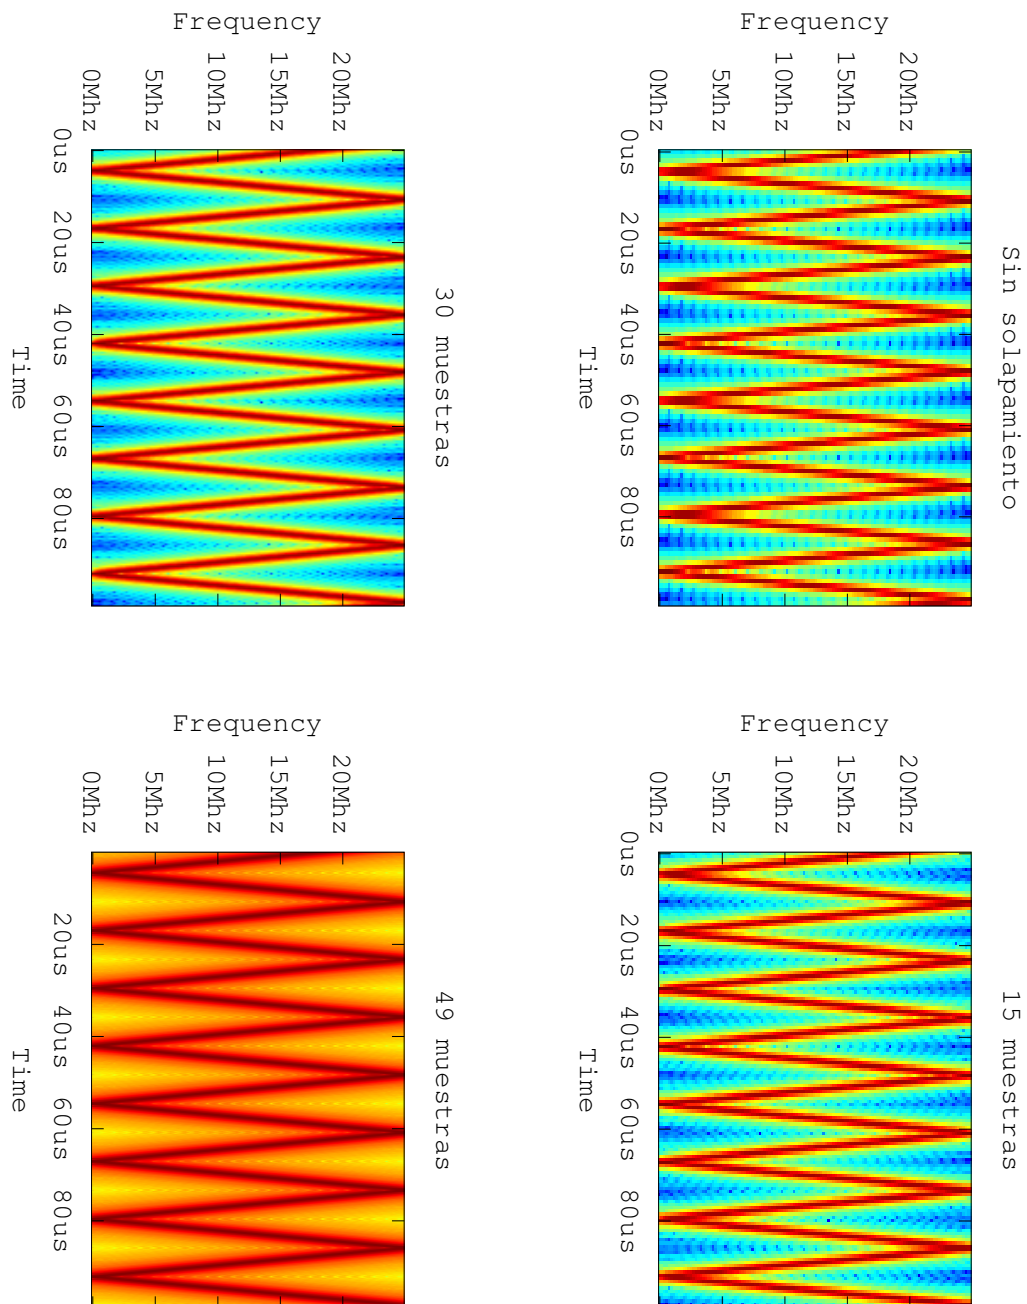 Sin solapamiento
Frequency
20Mhz
15Mhz
10Mhz
5Mhz
0Mhz
0us 20us 40us 60us 80us
Time
15 muestras
Frequency
20Mhz
15Mhz
10Mhz
5Mhz
0Mhz
0us 20us 40us 60us 80us
Time
30 muestras
Frequency
20Mhz
15Mhz
10Mhz
5Mhz
0Mhz
0us 20us 40us 60us 80us
Time
49 muestras
Frequency
20Mhz
15Mhz
10Mhz
5Mhz
0Mhz
20us 40us 60us 80us
Time